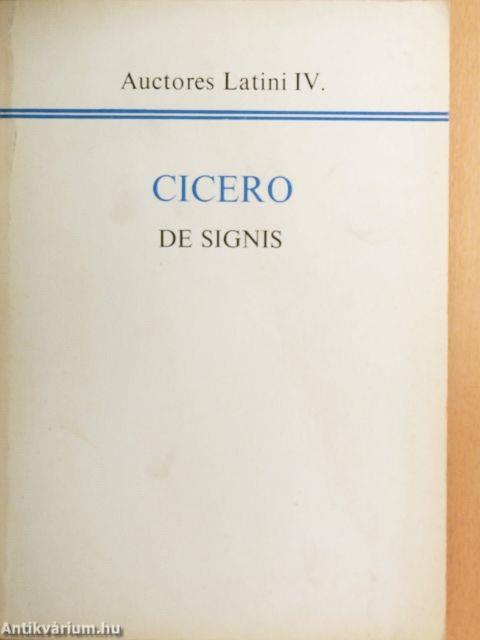 Auctores Latini IV.
CICERO
DE SIGNIS
Antikvárium.hu